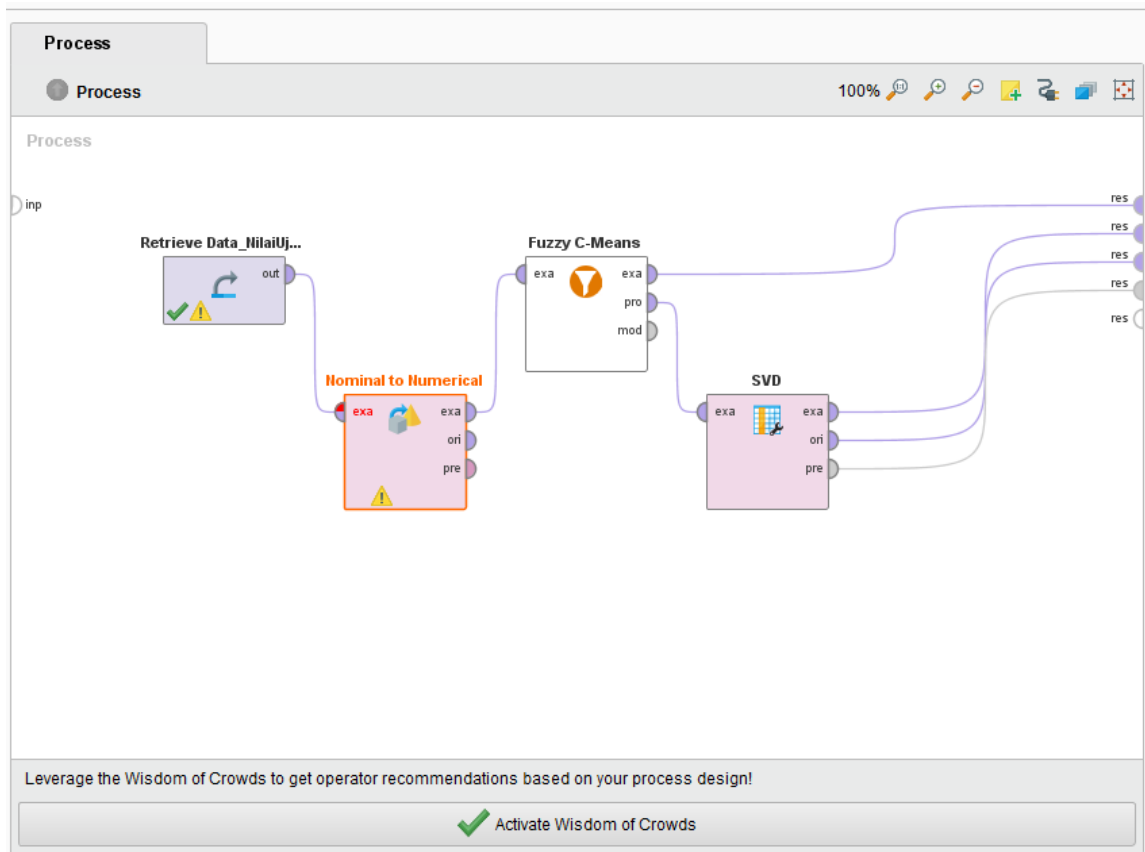 Process
Process
100%
Process
inp
res
res
res
res
res
Retrieve Data_NilaiUj...
out
Fuzzy C-Means
exa
exa
pro
mod
Nominal to Numerical
exa
exa
ori
pre
SVD
exa
exa
ori
pre
Leverage the Wisdom of Crowds to get operator recommendations based on your process design!
Activate Wisdom of Crowds